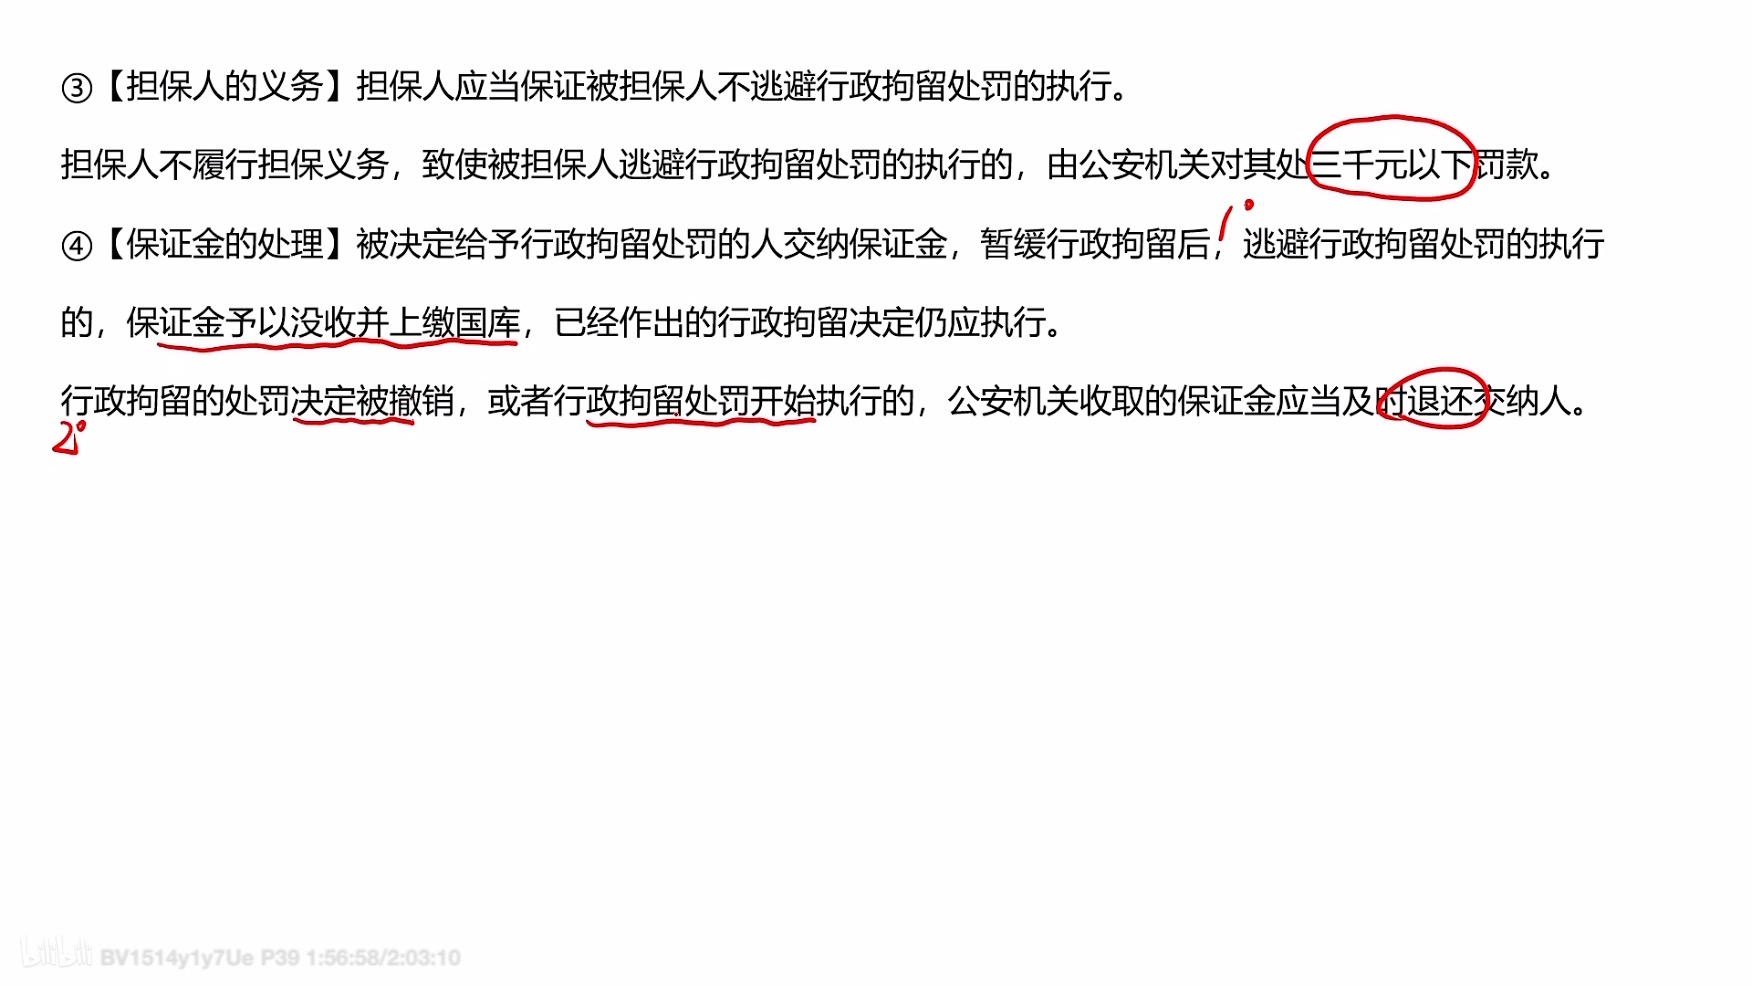 ③【担保人的义务】担保人应当保证被担保人不逃避行政拘留处罚的执行。
担保人不履行担保义务，致使被担保人逃避行政拘留处罚的执行的，由公安机关对其处三千元以下罚款。
1°
④【保证金的处理】被决定给予行政拘留处罚的人交纳保证金，暂缓行政拘留后，逃避行政拘留处罚的执行
的，保证金予以没收并上缴国库，已经作出的行政拘留决定仍应执行。
行政拘留的处罚决定被撤销，或者行政拘留处罚开始执行的，公安机关收取的保证金应当及时退还交纳人。
2°
bilibili BV1514y1y7Ue P39 1:56:58/2:03:10